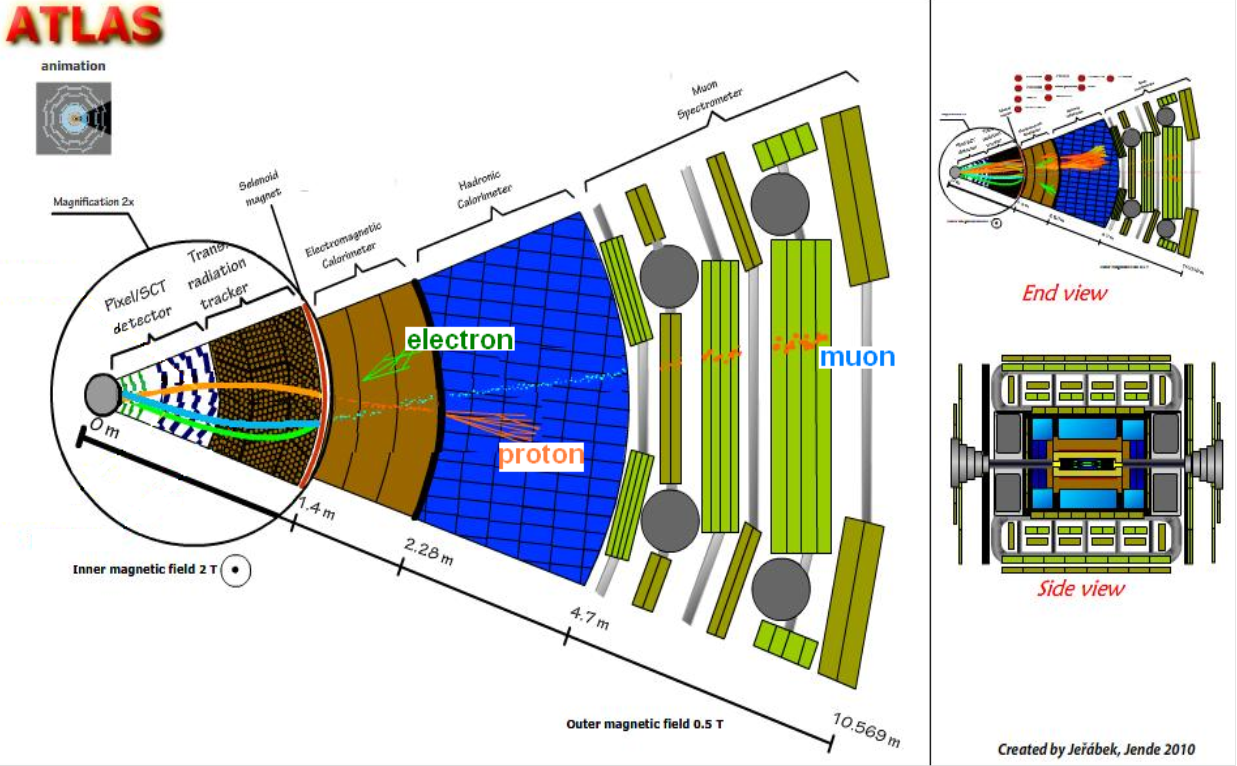 ATLAS
animation
Magnification 2x
Pixel/SCT
detector
radiation
tracker
Selenoid
magnet
Electromagnetic
Calorimeter
Hadronic
Calorimeter
Muon
Spectrometer
electron
muon
proton
0 m
1.4 m
2.28 m
4.7 m
10.569 m
Inner magnetic field 2 T
Outer magnetic field 0.5 T
End view
Side view
Created by Jeřábek, Jende 2010